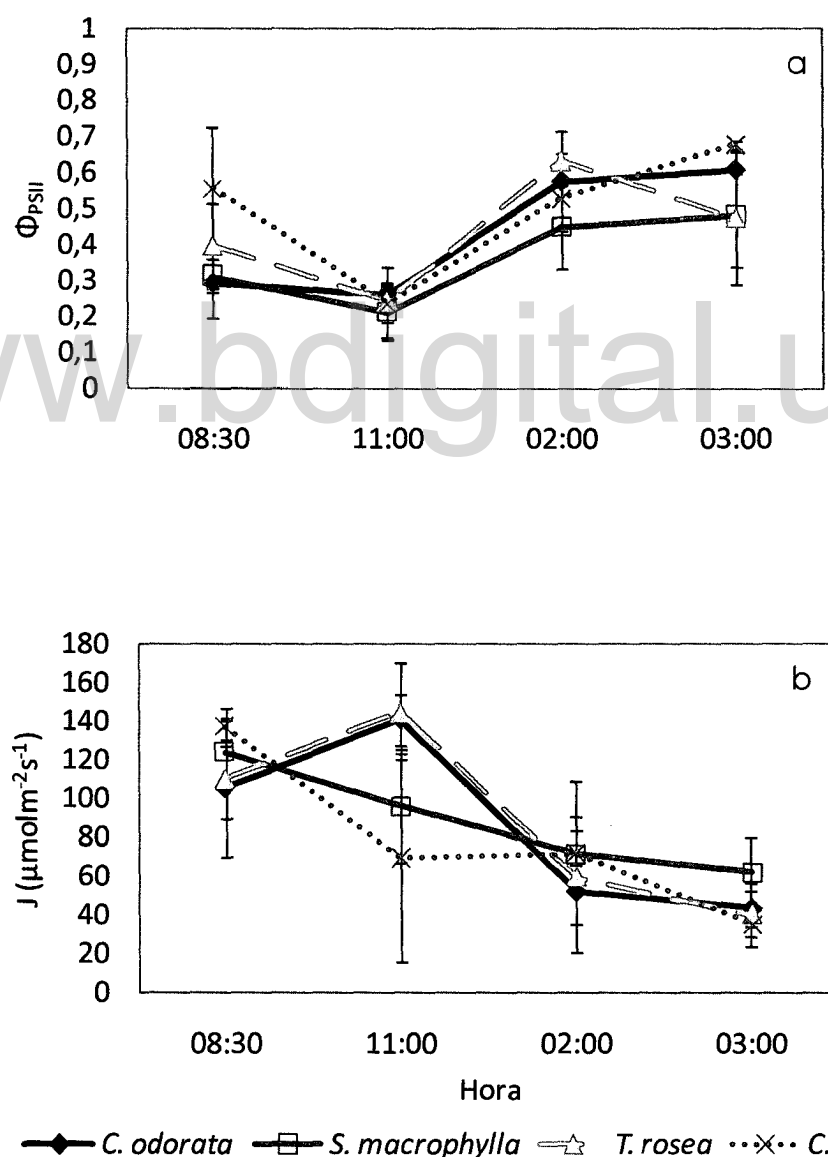 1
0,9
a
0,8
0,7
0,6
0,5
0,4
0,3
0,2
0,1
0
ΦPSII
08:30 11:00 02:00 03:00
www.bdigital.u
180
160
b
140
120
100
80
60
40
20
0
J (µmolm⁻²s⁻¹)
08:30 11:00 02:00 03:00
Hora
C. odorata S. macrophylla T. rosea C.